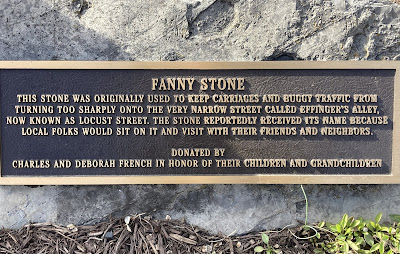 FANNY STONE
THIS STONE WAS ORIGINALLY USED TO KEEP CARRIAGES AND BUGGY TRAFFIC FROM
TURNING TOO SHARPLY ONTO THE VERY NARROW STREET CALLED EFFINGER'S ALLEY,
NOW KNOWN AS LOCUST STREET. THE STONE REPORTEDLY RECEIVED ITS NAME BECAUSE
LOCAL FOLKS WOULD SIT ON IT AND VISIT WITH THEIR FRIENDS AND NEIGHBORS.
DONATED BY
CHARLES AND DEBORAH FRENCH IN HONOR OF THEIR CHILDREN AND GRANDCHILDREN